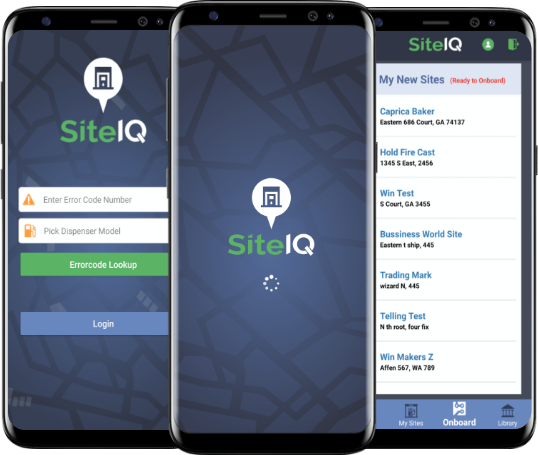 SiteIQ
Enter Error Code Number
Pick Dispenser Model
Errorcode Lookup
Login
SiteIQ
SiteIQ
My New Sites (Ready to Onboard)
Caprica Baker
Eastern 686 Court, GA 74137
Hold Fire Cast
1345 S East, 2456
Win Test
S Court, GA 3455
Bussiness World Site
Eastern t ship, 445
Trading Mark
wizard N, 445
Telling Test
N th root, four fix
Win Makers Z
Affen 567, WA 789
My Sites Onboard Library